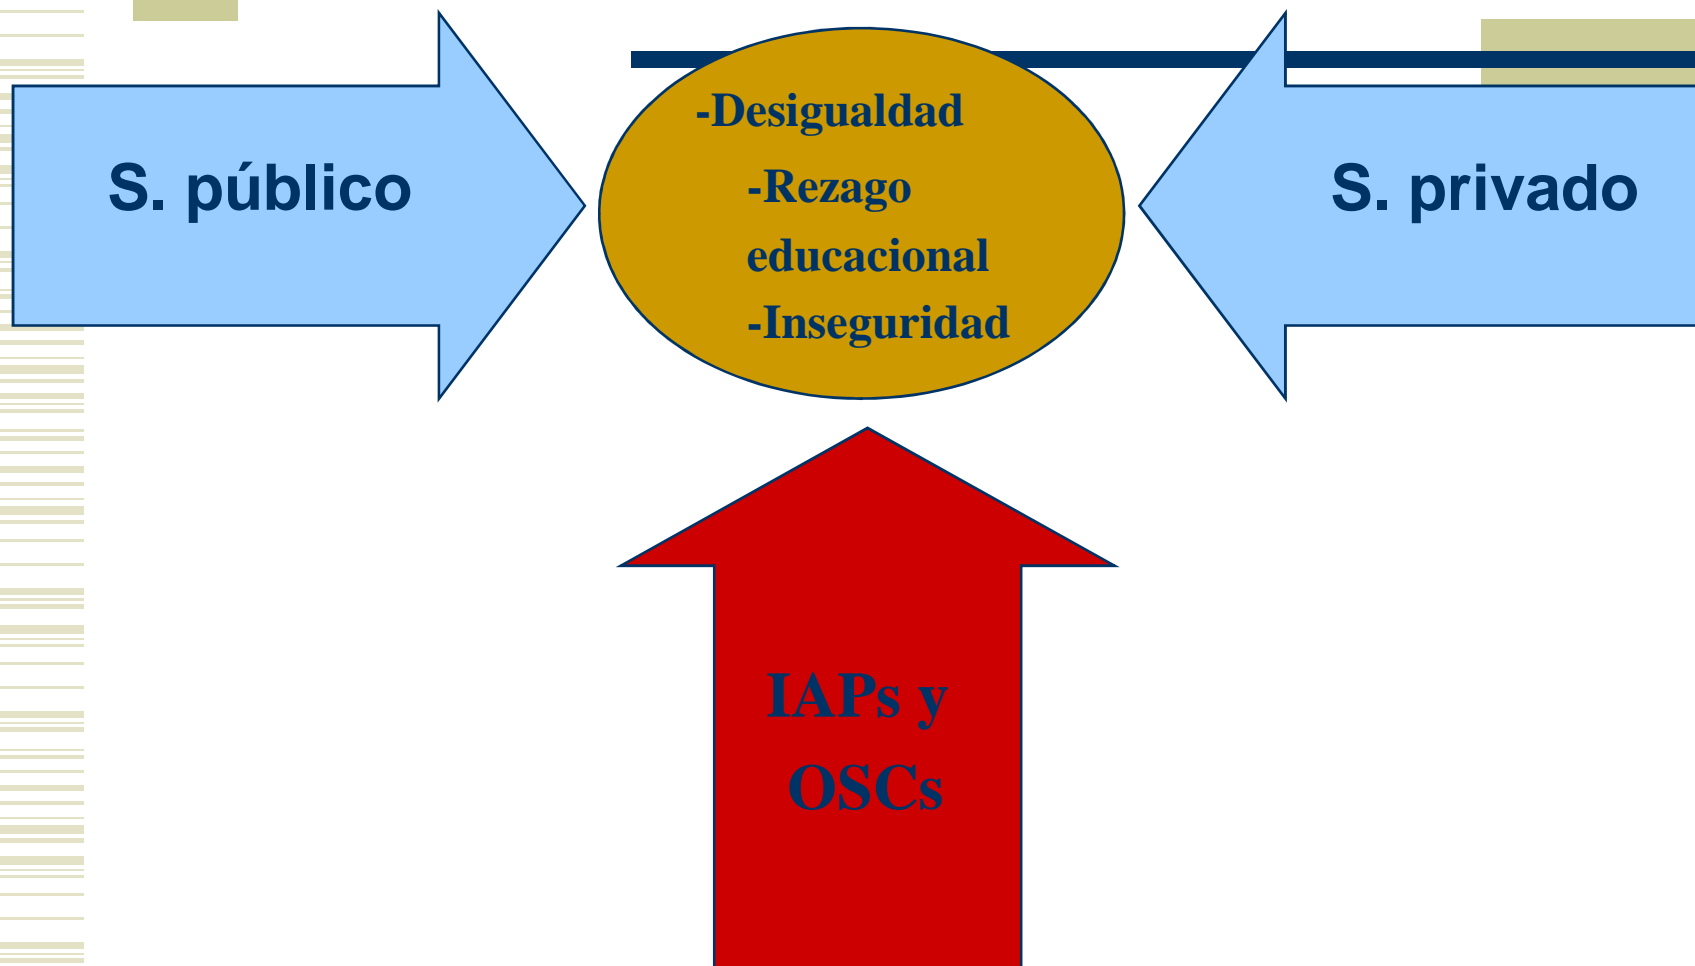 S. público
-Desigualdad
-Rezago
educacional
-Inseguridad
S. privado
IAPs y
OSCs